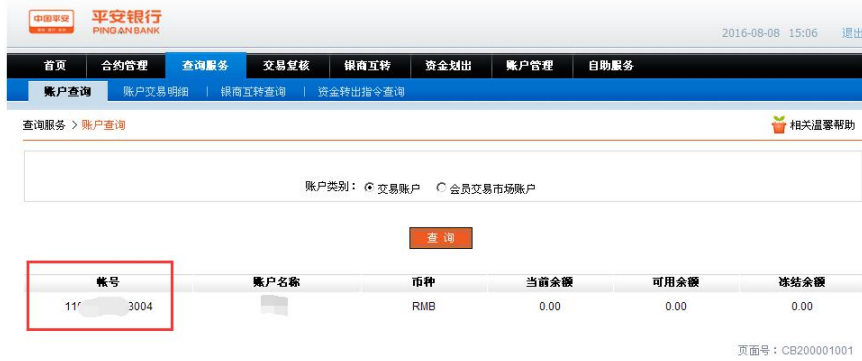 中国平安
平安银行
PING AN BANK
2016-08-08 15:06 退出
首页 合约管理 查询服务 交易复核 银商互转 资金划出 账户管理 自助服务
账户查询 账户交易明细 | 银商互转查询 | 资金转出指令查询
查询服务 > 账户查询 相关温馨帮助
账户类别: 交易账户 会员交易市场账户
查 询
帐号 账户名称 币种 当前余额 可用余额 冻结余额
110 3004 RMB 0.00 0.00 0.00
页面号:CB200001001